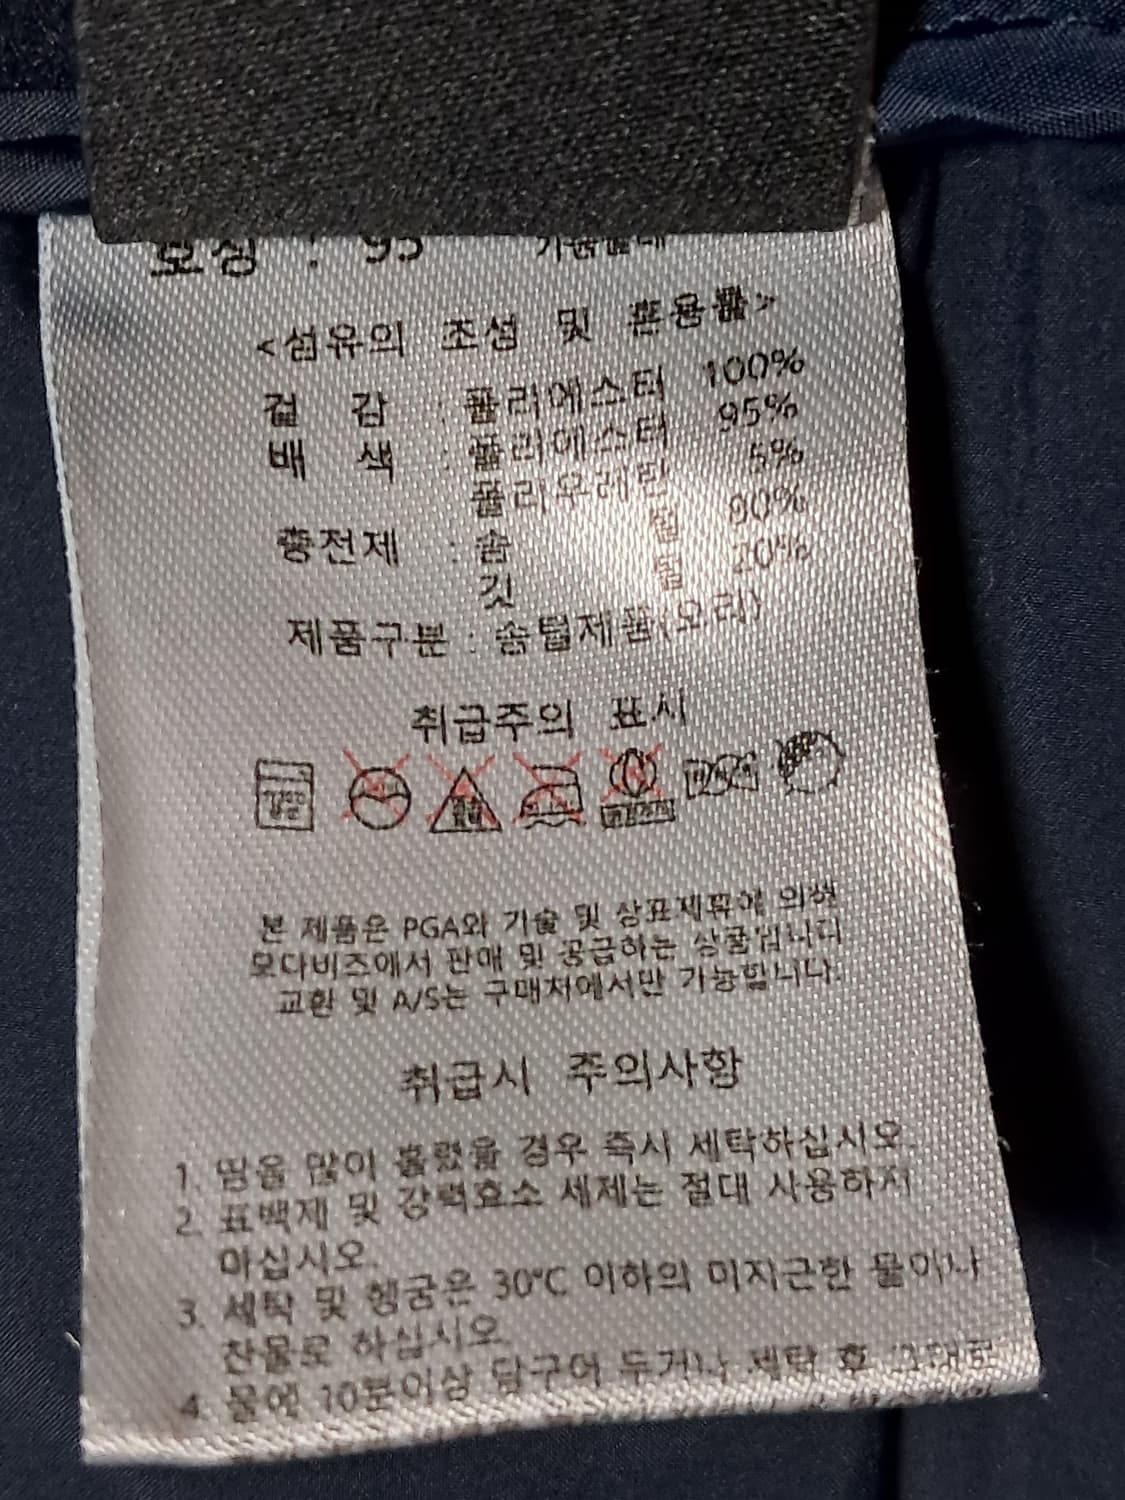 호칭 : 95
<섬유의 조성 및 혼용률>
겉 감 : 폴리에스터 100%
배 색 : 폴리에스터 95%
폴리우레탄 5%
충전제 : 솜 털 80%
깃 털 20%
제품구분 : 솜털제품(오리)
취급주의 표시
본 제품은 PGA와 기술 및 상표제휴에 의해
모다비즈에서 판매 및 공급하는 상품입니다
교환 및 A/S는 구매처에서만 가능합니다.
취급시 주의사항
1. 땀을 많이 흘렸을 경우 즉시 세탁하십시오.
2. 표백제 및 강력효소 세제는 절대 사용하지
마십시오.
3. 세탁 및 헹굼은 30℃ 이하의 미지근한 물이나
찬물로 하십시오
4. 물에 10분이상 담구어 두거나 세탁 후 그대로